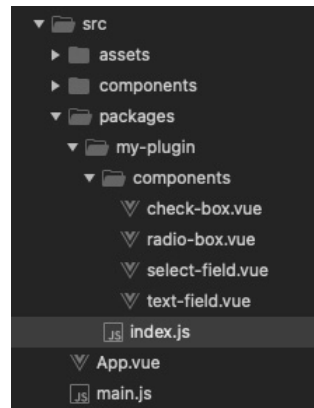 src
assets
components
packages
my-plugin
components
check-box.vue
radio-box.vue
select-field.vue
text-field.vue
JS index.js
App.vue
JS main.js